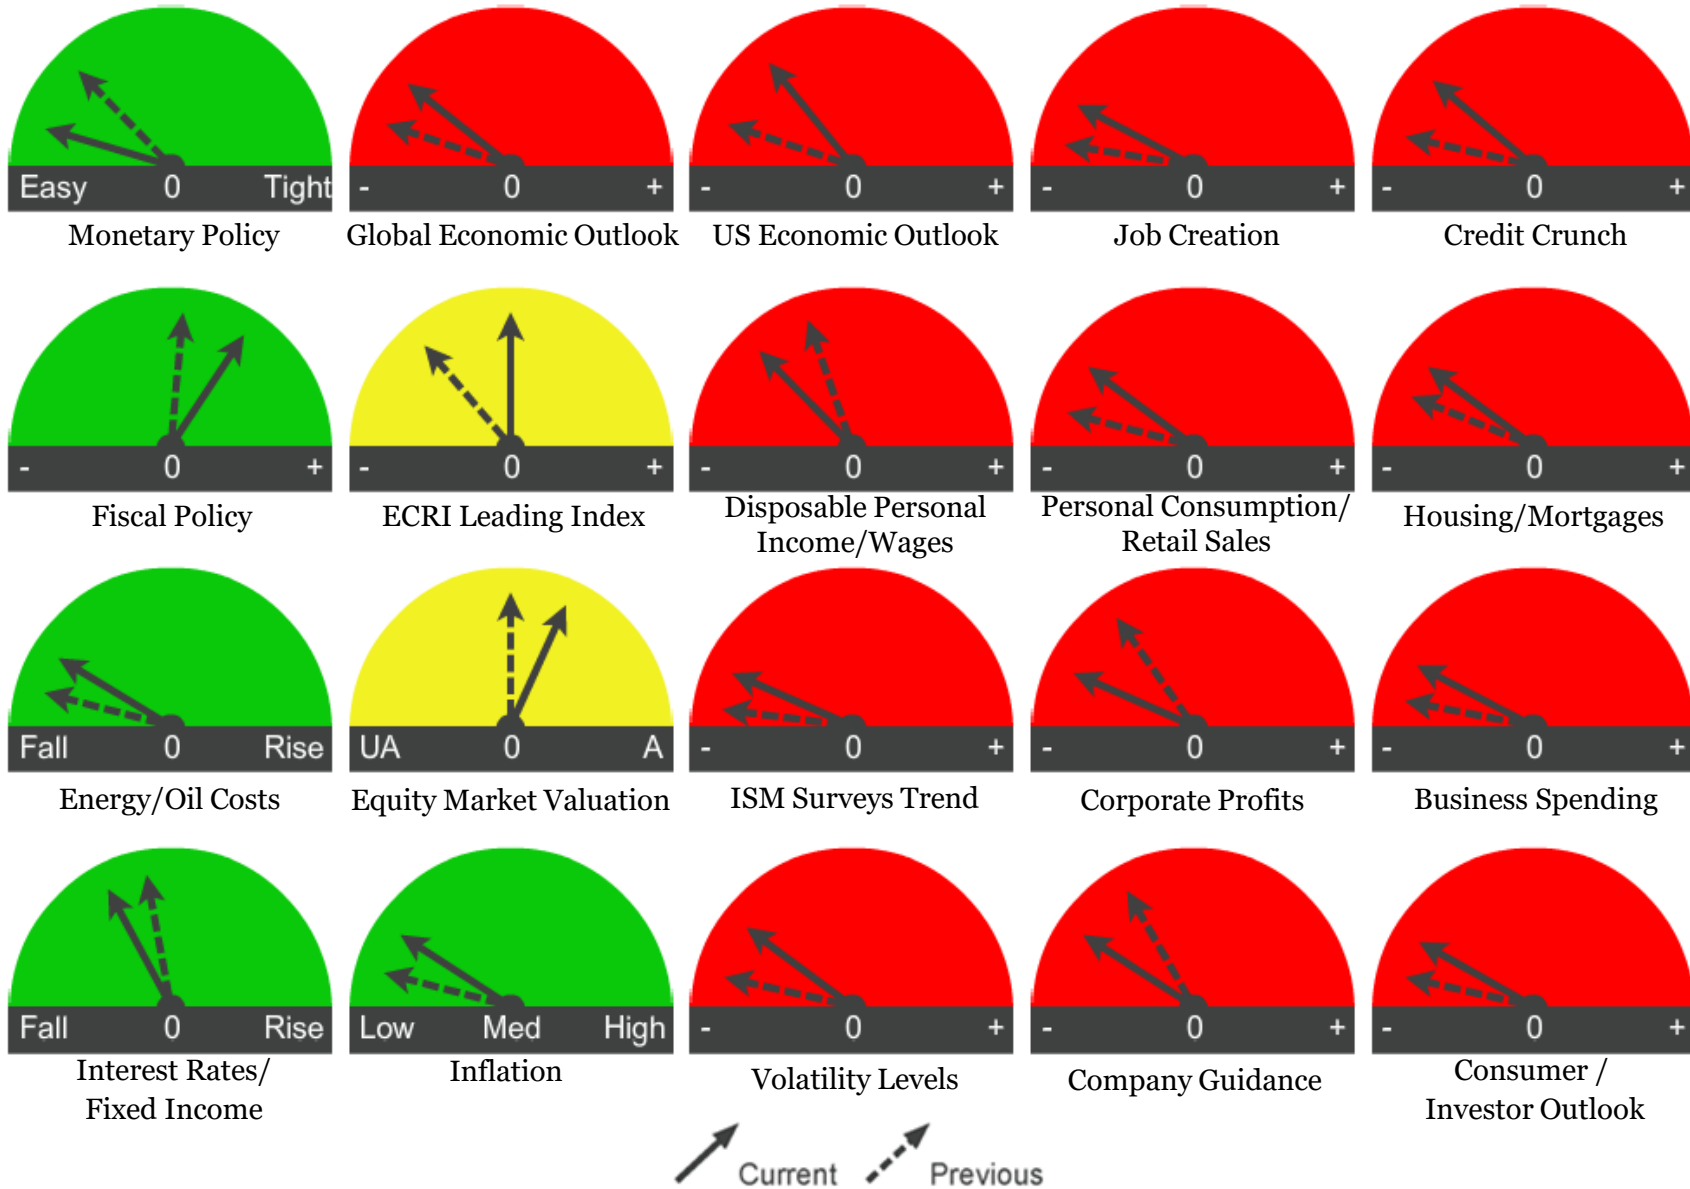 Easy 0 Tight
- 0 +
- 0 +
- 0 +
- 0 +
Monetary Policy
Global Economic Outlook
US Economic Outlook
Job Creation
Credit Crunch
- 0 +
- 0 +
- 0 +
- 0 +
- 0 +
Fiscal Policy
ECRI Leading Index
Disposable Personal
Income/Wages
Personal Consumption/
Retail Sales
Housing/Mortgages
Fall 0 Rise
UA 0 A
- 0 +
- 0 +
- 0 +
Energy/Oil Costs
Equity Market Valuation
ISM Surveys Trend
Corporate Profits
Business Spending
Fall 0 Rise
Low Med High
- 0 +
- 0 +
- 0 +
Interest Rates/
Fixed Income
Inflation
Volatility Levels
Company Guidance
Consumer /
Investor Outlook
Current
Previous